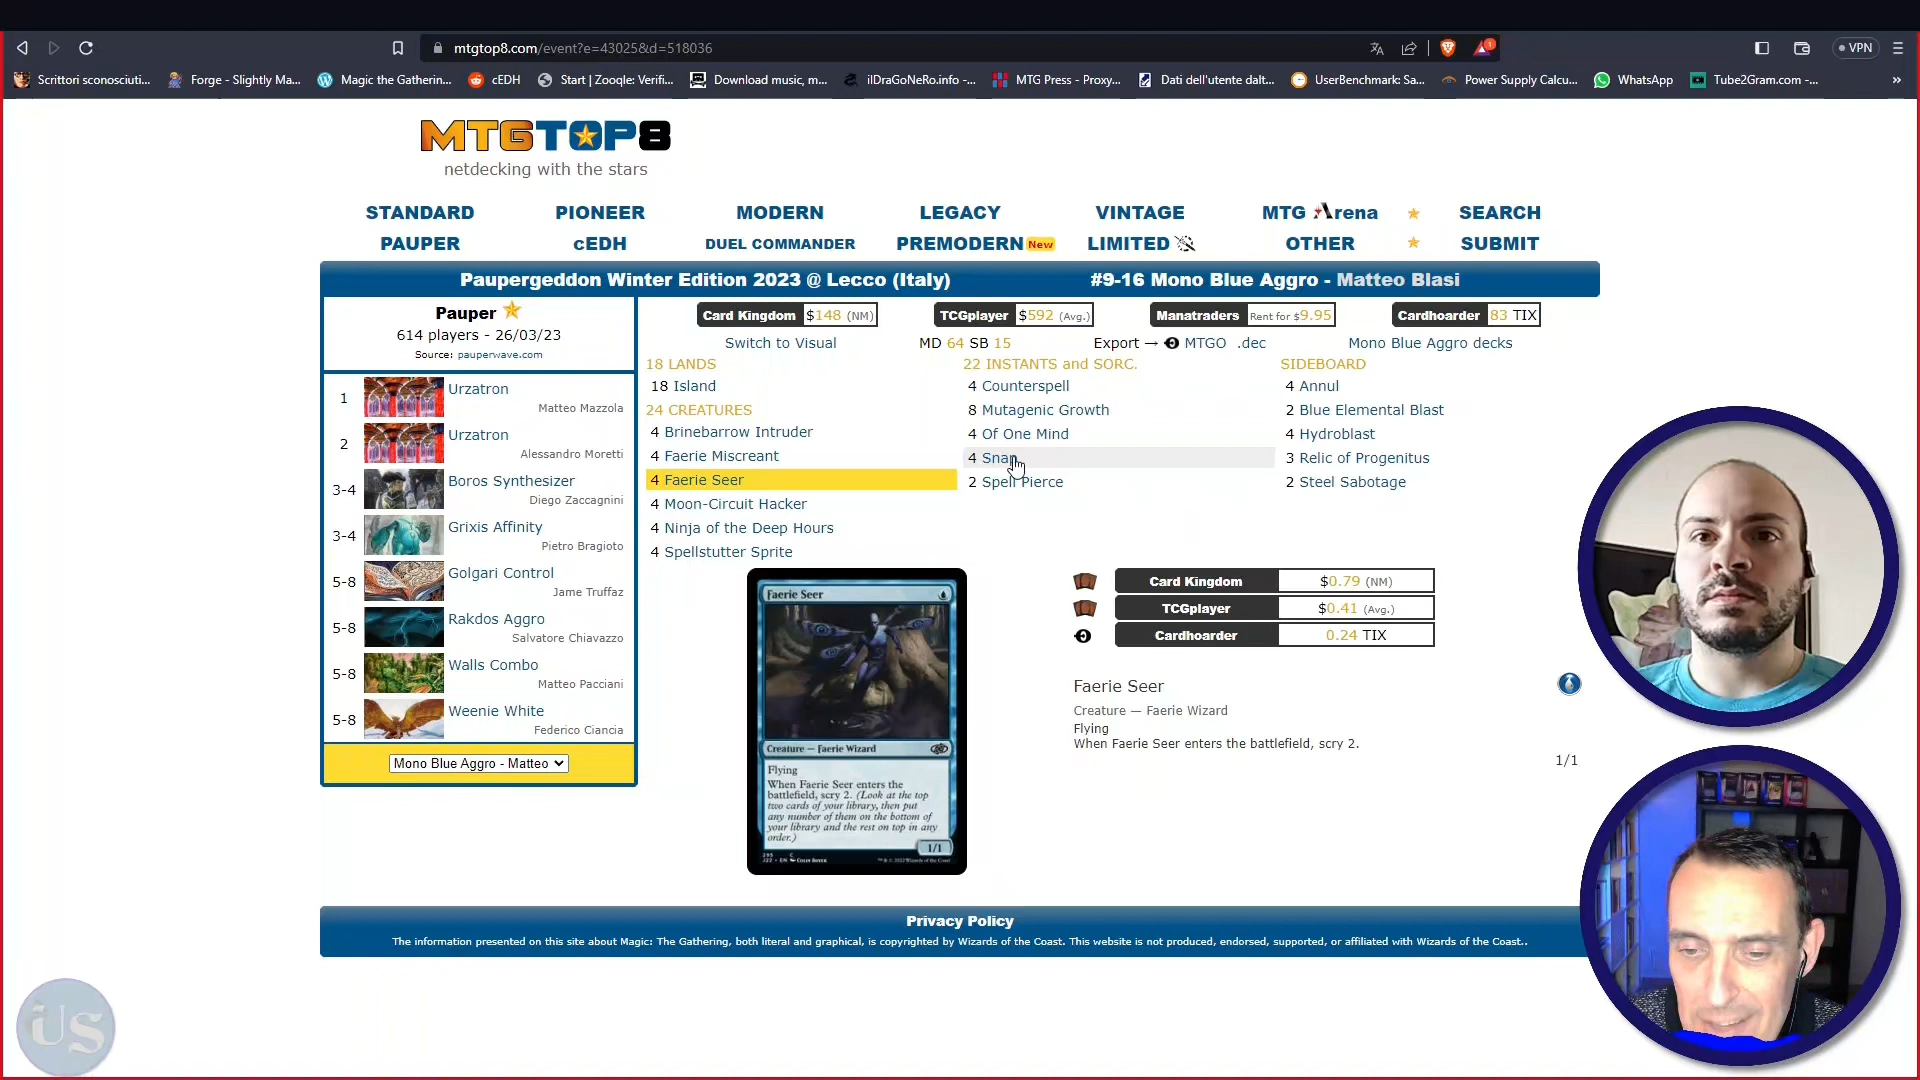 mtgtop8.com/event?e=43025&d=518036
1
VPN
Scrittori sconosciuti...
Forge - Slightly Ma...
Magic the Gatherin...
cEDH
Start | Zooqle: Verifi...
Download music, m...
ilDraGoNeRo.info -...
MTG Press - Proxy...
Dati dell'utente dalt...
UserBenchmark: Sa...
Power Supply Calcu...
WhatsApp
Tube2Gram.com -...
»
MTGTOP8
netdecking with the stars
STANDARD PIONEER MODERN LEGACY VINTAGE MTG Arena SEARCH
PAUPER cEDH DUEL COMMANDER PREMODERN New LIMITED OTHER SUBMIT
Paupergeddon Winter Edition 2023 @ Lecco (Italy)
#9-16 Mono Blue Aggro - Matteo Blasi
Pauper
614 players - 26/03/23
Source: pauperwave.com
1 Urzatron
Matteo Mazzola
2 Urzatron
Alessandro Moretti
3-4 Boros Synthesizer
Diego Zaccagnini
3-4 Grixis Affinity
Pietro Bragioto
5-8 Golgari Control
Jame Truffaz
5-8 Rakdos Aggro
Salvatore Chiavazzo
5-8 Walls Combo
Matteo Pacciani
5-8 Weenie White
Federico Ciancia
Mono Blue Aggro - Matteo
Card Kingdom $148 (NM)
TCGplayer $592 (Avg.)
Manatraders Rent for $9.95
Cardhoarder 83 TIX
Switch to Visual
MD 64 SB 15
Export → MTGO .dec
Mono Blue Aggro decks
18 LANDS
18 Island
24 CREATURES
4 Brinebarrow Intruder
4 Faerie Miscreant
4 Faerie Seer
4 Moon-Circuit Hacker
4 Ninja of the Deep Hours
4 Spellstutter Sprite
22 INSTANTS and SORC.
4 Counterspell
8 Mutagenic Growth
4 Of One Mind
4 Snap
2 Spell Pierce
SIDEBOARD
4 Annul
2 Blue Elemental Blast
4 Hydroblast
3 Relic of Progenitus
2 Steel Sabotage
Faerie Seer
Creature — Faerie Wizard
Flying
When Faerie Seer enters the
battlefield, scry 2. (Look at the top
two cards of your library, then put
any number of them on the bottom of
your library and the rest on top in any
order.)
1/1
Card Kingdom $0.79 (NM)
TCGplayer $0.41 (Avg.)
Cardhoarder 0.24 TIX
Faerie Seer
Creature — Faerie Wizard
Flying
When Faerie Seer enters the battlefield, scry 2.
1/1
Privacy Policy
The information presented on this site about Magic: The Gathering, both literal and graphical, is copyrighted by Wizards of the Coast. This website is not produced, endorsed, supported, or affiliated with Wizards of the Coast..
US